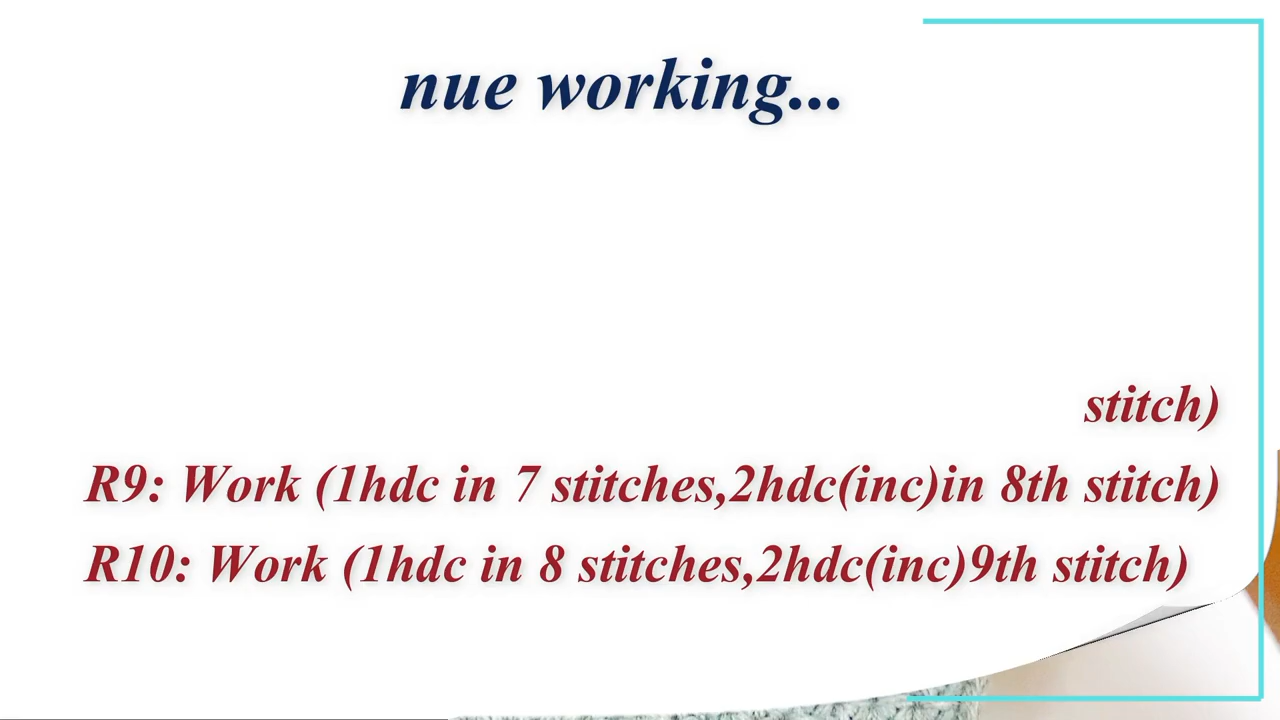 nue working...
stitch)
R9: Work (1hdc in 7 stitches,2hdc(inc)in 8th stitch)
R10: Work (1hdc in 8 stitches,2hdc(inc)9th stitch)